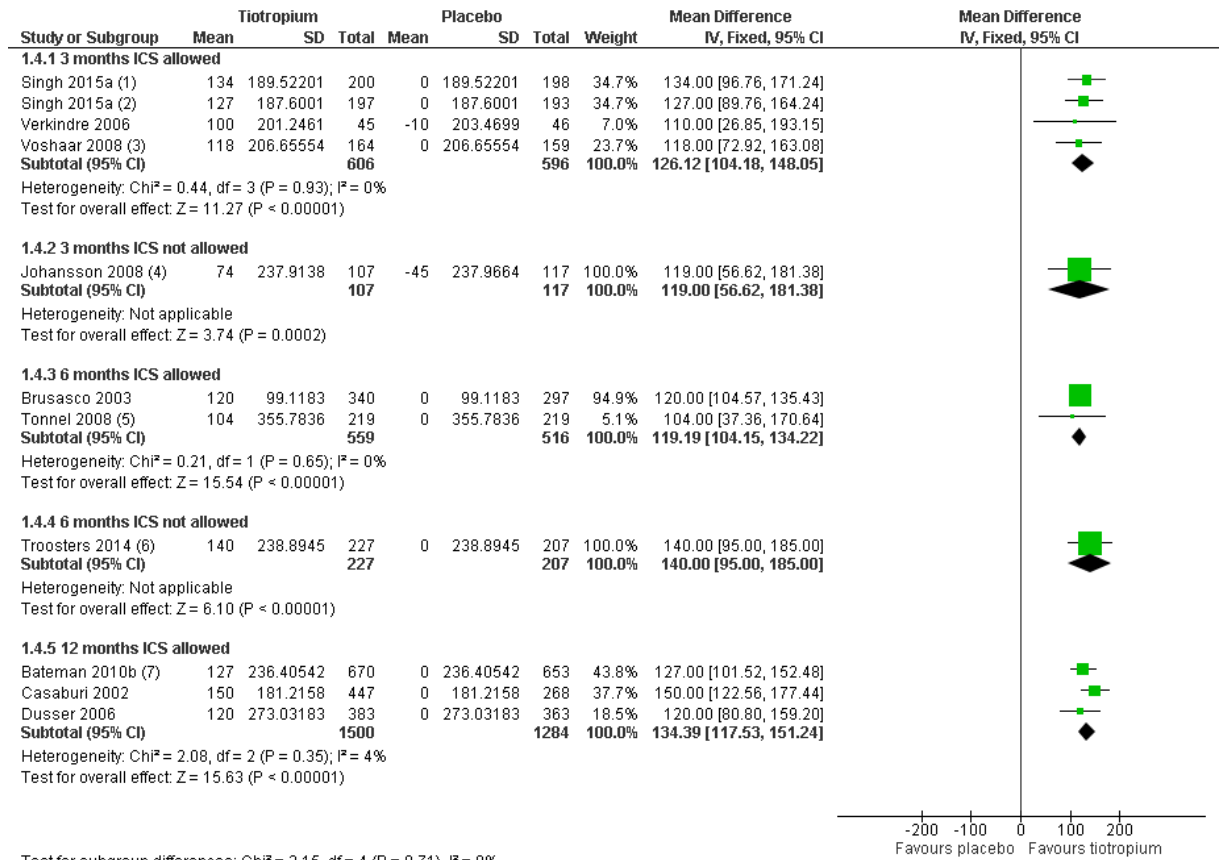 Tiotropium Placebo Mean Difference Mean Difference
Study or Subgroup Mean SD Total Mean SD Total Weight IV, Fixed, 95% CI IV, Fixed, 95% CI
1.4.1 3 months ICS allowed
Singh 2015a (1) 134 189.52201 200 0 189.52201 198 34.7% 134.00 [96.76, 171.24]
Singh 2015a (2) 127 187.6001 197 0 187.6001 193 34.7% 127.00 [89.76, 164.24]
Verkindre 2006 100 201.2461 45 -10 203.4699 46 7.0% 110.00 [26.85, 193.15]
Voshaar 2008 (3) 118 206.65554 164 0 206.65554 159 23.7% 118.00 [72.92, 163.08]
Subtotal (95% CI) 606 596 100.0% 126.12 [104.18, 148.05]
Heterogeneity: Chi² = 0.44, df = 3 (P = 0.93); I² = 0%
Test for overall effect: Z = 11.27 (P < 0.00001)
1.4.2 3 months ICS not allowed
Johansson 2008 (4) 74 237.9138 107 -45 237.9664 117 100.0% 119.00 [56.62, 181.38]
Subtotal (95% CI) 107 117 100.0% 119.00 [56.62, 181.38]
Heterogeneity: Not applicable
Test for overall effect: Z = 3.74 (P = 0.0002)
1.4.3 6 months ICS allowed
Brusasco 2003 120 99.1183 340 0 99.1183 297 94.9% 120.00 [104.57, 135.43]
Tonnel 2008 (5) 104 355.7836 219 0 355.7836 219 5.1% 104.00 [37.36, 170.64]
Subtotal (95% CI) 559 516 100.0% 119.19 [104.15, 134.22]
Heterogeneity: Chi² = 0.21, df = 1 (P = 0.65); I² = 0%
Test for overall effect: Z = 15.54 (P < 0.00001)
1.4.4 6 months ICS not allowed
Troosters 2014 (6) 140 238.8945 227 0 238.8945 207 100.0% 140.00 [95.00, 185.00]
Subtotal (95% CI) 227 207 100.0% 140.00 [95.00, 185.00]
Heterogeneity: Not applicable
Test for overall effect: Z = 6.10 (P < 0.00001)
1.4.5 12 months ICS allowed
Bateman 2010b (7) 127 236.40542 670 0 236.40542 653 43.8% 127.00 [101.52, 152.48]
Casaburi 2002 150 181.2158 447 0 181.2158 268 37.7% 150.00 [122.56, 177.44]
Dusser 2006 120 273.03183 383 0 273.03183 363 18.5% 120.00 [80.80, 159.20]
Subtotal (95% CI) 1500 1284 100.0% 134.39 [117.53, 151.24]
Heterogeneity: Chi² = 2.08, df = 2 (P = 0.35); I² = 4%
Test for overall effect: Z = 15.63 (P < 0.00001)
-200 -100 0 100 200
Favours placebo Favours tiotropium
Test for subgroup differences: Chi² = 2.15, df = 4 (P = 0.71), I² = 0%